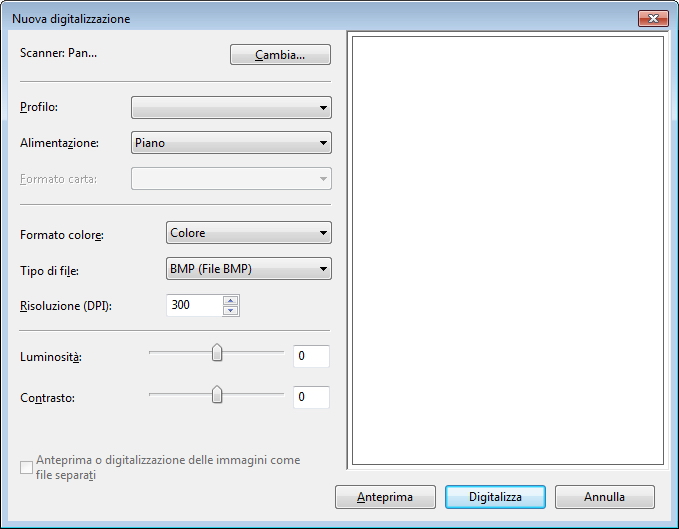 Nuova digitalizzazione
Scanner: Pan...
Cambia...
Profilo:
Alimentazione:
Piano
Formato carta:
Formato colore:
Colore
Tipo di file:
BMP (File BMP)
Risoluzione (DPI):
300
Luminosità:
0
Contrasto:
0
Anteprima o digitalizzazione delle immagini come
file separati
Anteprima
Digitalizza
Annulla